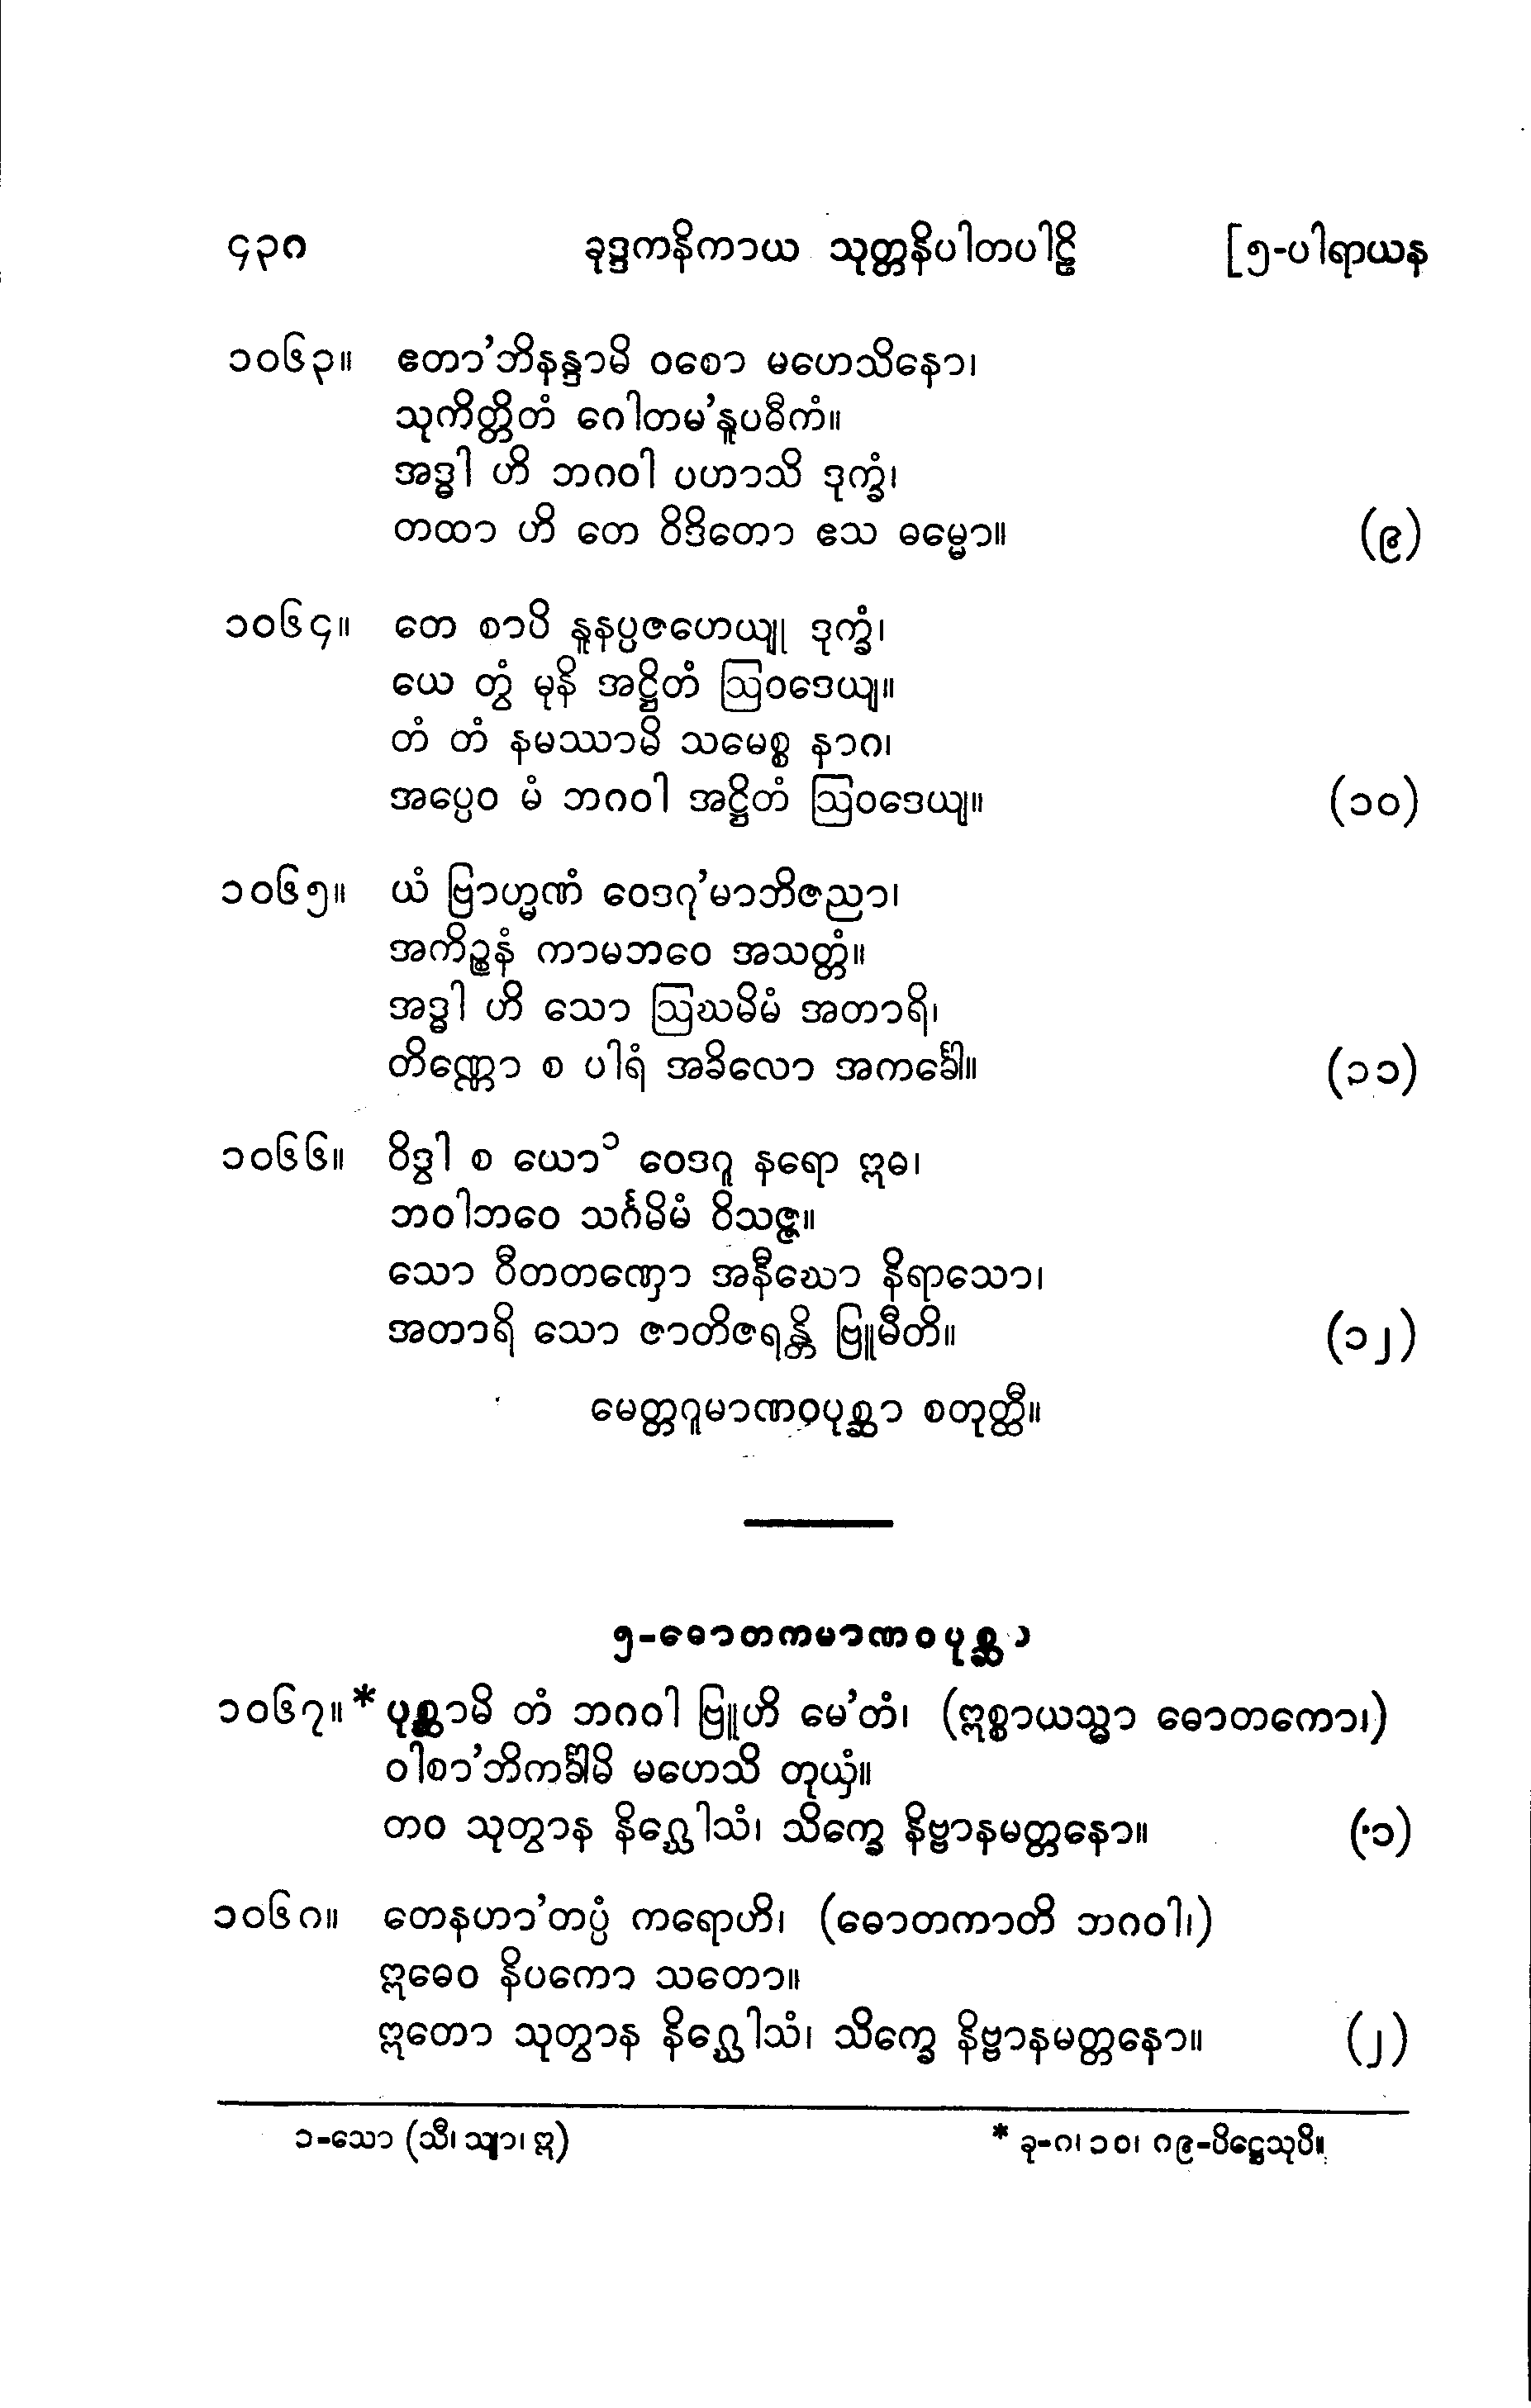 ၄၃၈ ခုဒ္ဒကနိကာယ သုတ္တနိပါတပါဠိ [၅-ပါရာယန
၁၀၆၃။ ဧတာ’ဘိနန္ဒာမိ ဝစော မဟေသိနော၊
သုကိတ္တိတံ ဂေါတမ’နူပဓီကံ။
အဒ္ဓါ ဟိ ဘဂဝါ ပဟာသိ ဒုက္ခံ၊
တထာ ဟိ တေ ဝိဒိတော ဧသ ဓမ္မော။ (၉)
၁၀၆၄။ တေ စာပိ နူနပ္ပဇဟေယျု ဒုက္ခံ၊
ယေ တွံ မုနိ အဋ္ဌိတံ ဩဝဒေယျ။
တံ တံ နမဿာမိ သမေစ္စ နာဂ၊
အပ္ပေဝ မံ ဘဂဝါ အဋ္ဌိတံ ဩဝဒေယျ။ (၁၀)
၁၀၆၅။ ယံ ဗြာဟ္မဏံ ဝေဒဂု’မာဘိဇညာ၊
အကိဉ္စနံ ကာမဘဝေ အသတ္တံ။
အဒ္ဓါ ဟိ သော ဩဃမိမံ အတာရိ၊
တိဏ္ဏော စ ပါရံ အခိလော အကင်္ခေါ။ (၁၁)
၁၀၆၆။ ဝိဒွါ စ ယော၁ ဝေဒဂူ နရော ဣဓ၊
ဘဝါဘဝေ သင်္ဂမိမံ ဝိသဇ္ဇ။
သော ဝီတတဏှော အနီဃော နိရာသော၊
အတာရိ သော ဇာတိဇရန္တိ ဗြူမီတိ။ (၁၂)
မေတ္တဂူမာဏဝပုစ္ဆာ စတုတ္ထီ။
၅-ဓောတကမာဏဝပုစ္ဆာ
၁၀၆၇။ * ပုစ္ဆာမိ တံ ဘဂဝါ ဗြူဟိ မေ’တံ၊ (ဣစ္စာယသ္မာ ဓောတကော၊)
ဝါစာ’ဘိကင်္ခါမိ မဟေသိ တုယှံ။
တဝ သုတွာန နိဂ္ဃေါသံ၊ သိက္ခေ နိဗ္ဗာနမတ္တနော။ (၁)
၁၀၆၈။ တေနဟာ’တပ္ပံ ကရောဟိ၊ (ဓောတကာတိ ဘဂဝါ၊)
ဣဓေဝ နိပကော သတော။
ဣတော သုတွာန နိဂ္ဃေါသံ၊ သိက္ခေ နိဗ္ဗာနမတ္တနော။ (၂)
၁-သော (သီ၊ သျာ၊ ဣ) * ခု-၈၊ ၁၀၊ ၈၉-ပိဋ္ဌေသုပိ။